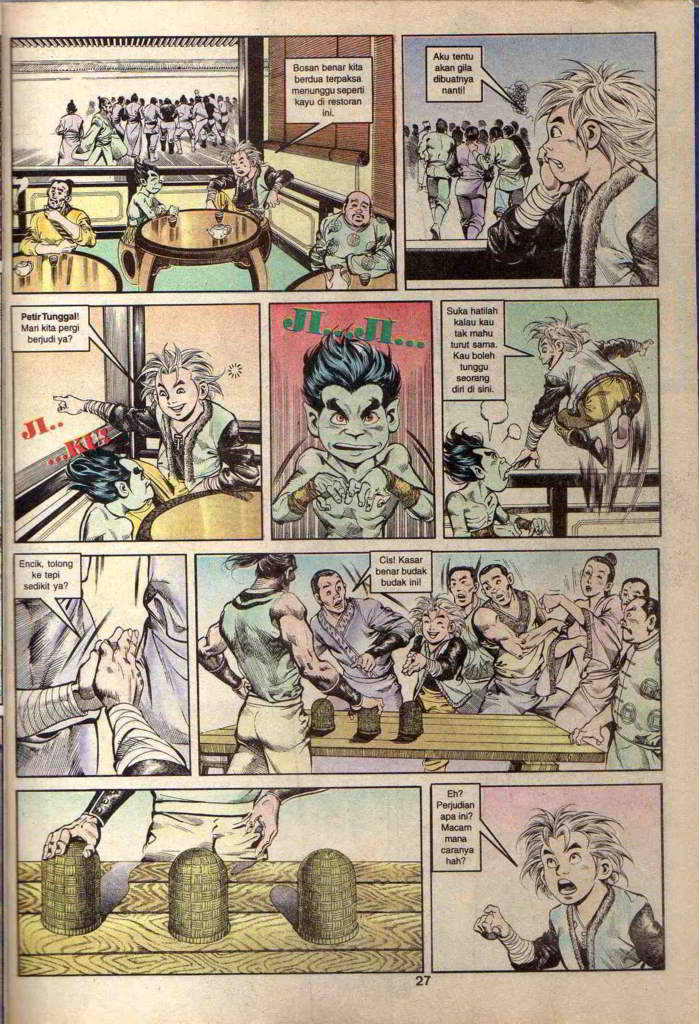 Bosan benar kita
berdua terpaksa
menunggu seperti
kayu di restoran
Aku tentu
akan gila
dibuatnya
nanti!
Petir Tunggal!
Mari kita pergi
berjudi ya?
JI..
...KU?
JI...JI...
Suka hatilah
kalau kau
tak mahu
turut sama.
Kau boleh
tunggu
seorang
diri di sini.
Encik, tolong
ke tepi
sedikit ya?
Cis! Kasar
benar budak
budak ini!
Eh?
Perjudian
apa ini?
Macam
mana
caranya
hah?
27